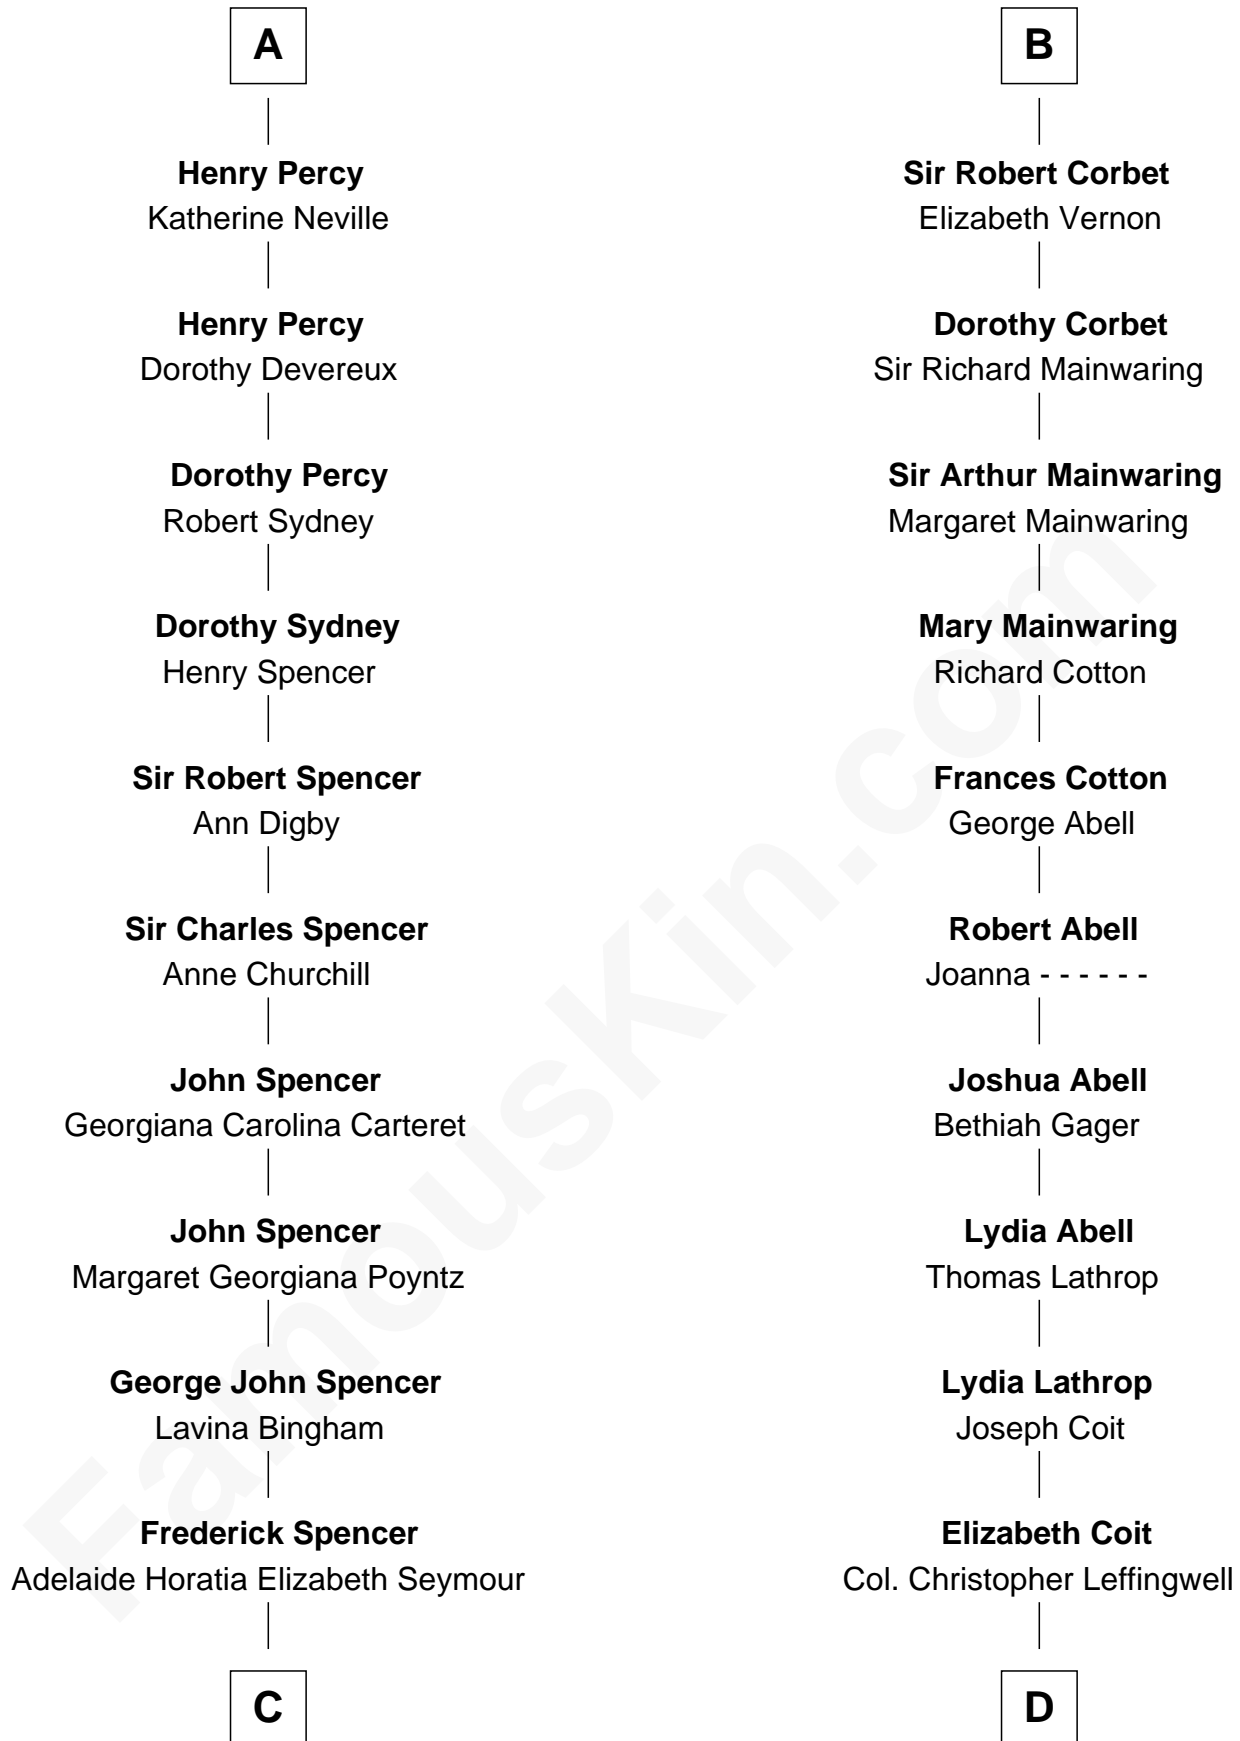 A
Henry Percy
Katherine Neville
Henry Percy
Dorothy Devereux
Dorothy Percy
Robert Sydney
Dorothy Sydney
Henry Spencer
Sir Robert Spencer
Ann Digby
Sir Charles Spencer
Anne Churchill
John Spencer
Georgiana Carolina Carteret
John Spencer
Margaret Georgiana Poyntz
George John Spencer
Lavina Bingham
Frederick Spencer
Adelaide Horatia Elizabeth Seymour
C
B
Sir Robert Corbet
Elizabeth Vernon
Dorothy Corbet
Sir Richard Mainwaring
Sir Arthur Mainwaring
Margaret Mainwaring
Mary Mainwaring
Richard Cotton
Frances Cotton
George Abell
Robert Abell
Joanna - - - - - -
Joshua Abell
Bethiah Gager
Lydia Abell
Thomas Lathrop
Lydia Lathrop
Joseph Coit
Elizabeth Coit
Col. Christopher Leffingwell
D
FamousKin.com